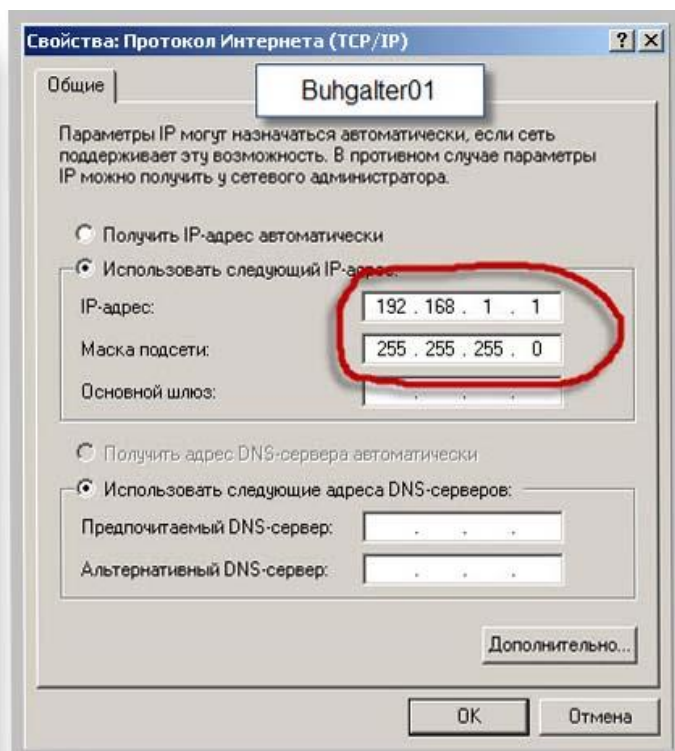 Свойства: Протокол Интернета (TCP/IP)
Общие
Buhgalter01
Параметры IP могут назначаться автоматически, если сеть
поддерживает эту возможность. В противном случае параметры
IP можно получить у сетевого администратора.
Получить IP-адрес автоматически
Использовать следующий IP-адрес:
IP-адрес: 192 . 168 . 1 . 1
Маска подсети: 255 . 255 . 255 . 0
Основной шлюз: . . .
Получить адрес DNS-сервера автоматически
Использовать следующие адреса DNS-серверов:
Предпочитаемый DNS-сервер: . . .
Альтернативный DNS-сервер: . . .
Дополнительно...
OK Отмена